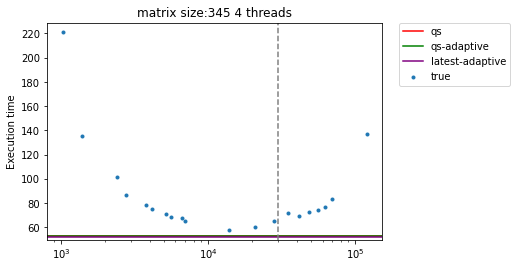 matrix size:345 4 threads
Execution time
220
200
180
160
140
120
100
80
60
10³
10⁴
10⁵
qs
qs-adaptive
latest-adaptive
true